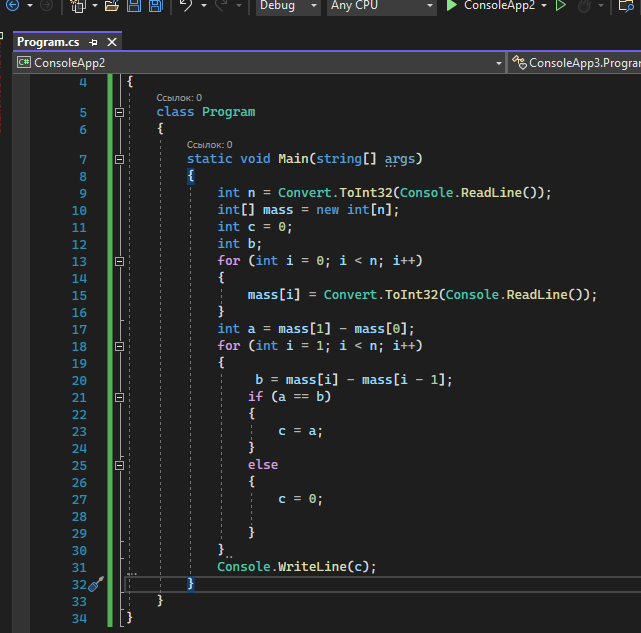 Debug Any CPU ConsoleApp2
Program.cs
C# ConsoleApp2 ConsoleApp3.Program
4 {
Ссылок: 0
5 class Program
6 {
Ссылок: 0
7 static void Main(string[] args)
8 {
9 int n = Convert.ToInt32(Console.ReadLine());
10 int[] mass = new int[n];
11 int c = 0;
12 int b;
13 for (int i = 0; i < n; i++)
14 {
15 mass[i] = Convert.ToInt32(Console.ReadLine());
16 }
17 int a = mass[1] - mass[0];
18 for (int i = 1; i < n; i++)
19 {
20 b = mass[i] - mass[i - 1];
21 if (a == b)
22 {
23 c = a;
24 }
25 else
26 {
27 c = 0;
28
29 }
30 }
31 Console.WriteLine(c);
32 }
33 }
34 }